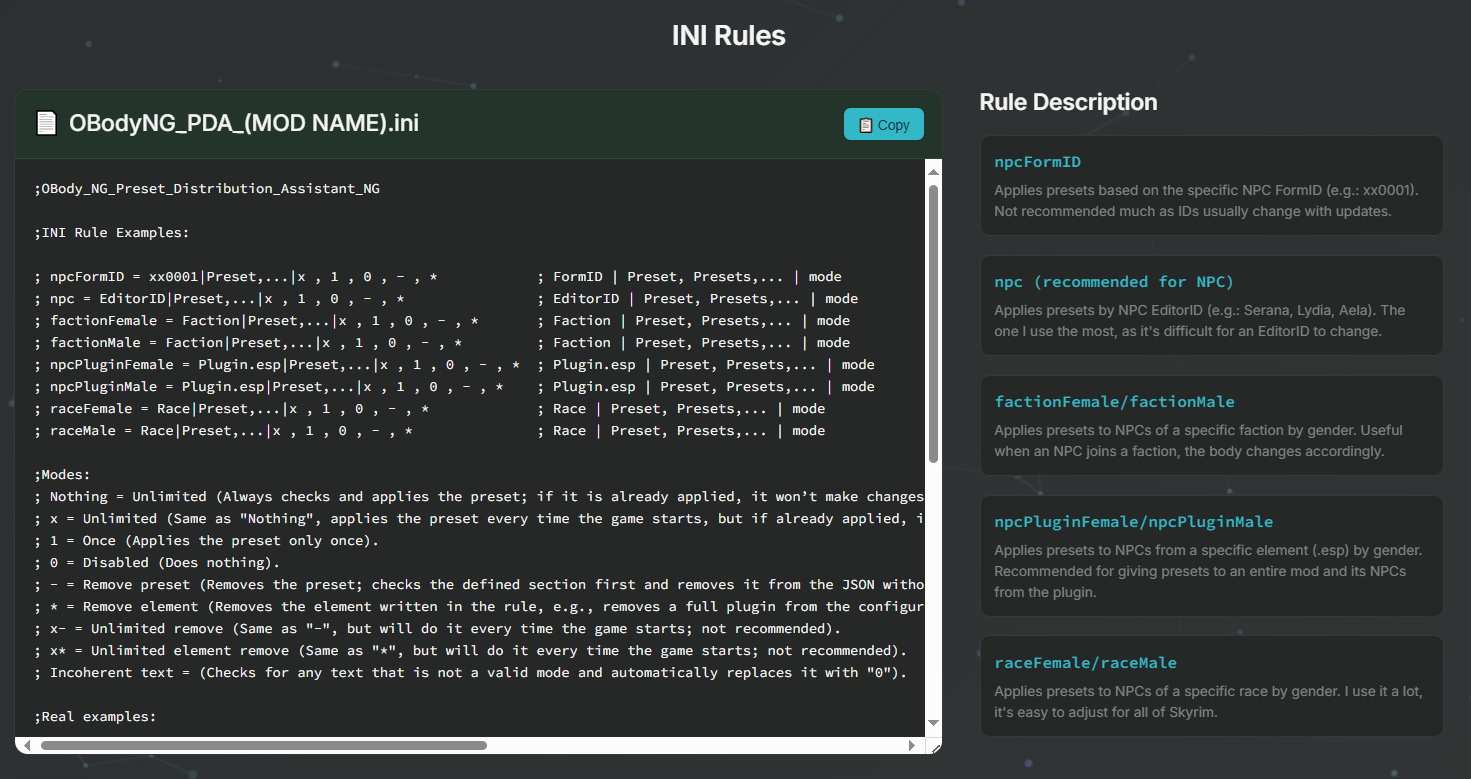 INI Rules
OBodyNG_PDA_(MOD NAME).ini
Copy
;OBody_NG_Preset_Distribution_Assistant_NG
;INI Rule Examples:
; npcFormID = xx0001|Preset,...|x , 1 , 0 , - , * ; FormID | Preset, Presets,... | mode
; npc = EditorID|Preset,...|x , 1 , 0 , - , * ; EditorID | Preset, Presets,... | mode
; factionFemale = Faction|Preset,...|x , 1 , 0 , - , * ; Faction | Preset, Presets,... | mode
; factionMale = Faction|Preset,...|x , 1 , 0 , - , * ; Faction | Preset, Presets,... | mode
; npcPluginFemale = Plugin.esp|Preset,...|x , 1 , 0 , - , * ; Plugin.esp | Preset, Presets,... | mode
; npcPluginMale = Plugin.esp|Preset,...|x , 1 , 0 , - , * ; Plugin.esp | Preset, Presets,... | mode
; raceFemale = Race|Preset,...|x , 1 , 0 , - , * ; Race | Preset, Presets,... | mode
; raceMale = Race|Preset,...|x , 1 , 0 , - , * ; Race | Preset, Presets,... | mode
;Modes:
; Nothing = Unlimited (Always checks and applies the preset; if it is already applied, it won’t make changes
; x = Unlimited (Same as "Nothing", applies the preset every time the game starts, but if already applied, i
; 1 = Once (Applies the preset only once).
; 0 = Disabled (Does nothing).
; - = Remove preset (Removes the preset; checks the defined section first and removes it from the JSON witho
; * = Remove element (Removes the element written in the rule, e.g., removes a full plugin from the configur
; x- = Unlimited remove (Same as "-", but will do it every time the game starts; not recommended).
; x* = Unlimited element remove (Same as "*", but will do it every time the game starts; not recommended).
; Incoherent text = (Checks for any text that is not a valid mode and automatically replaces it with "0").
;Real examples:
Rule Description
npcFormID
Applies presets based on the specific NPC FormID (e.g.: xx0001).
Not recommended much as IDs usually change with updates.
npc (recommended for NPC)
Applies presets by NPC EditorID (e.g.: Serana, Lydia, Aela). The
one I use the most, as it's difficult for an EditorID to change.
factionFemale/factionMale
Applies presets to NPCs of a specific faction by gender. Useful
when an NPC joins a faction, the body changes accordingly.
npcPluginFemale/npcPluginMale
Applies presets to NPCs from a specific element (.esp) by gender.
Recommended for giving presets to an entire mod and its NPCs
from the plugin.
raceFemale/raceMale
Applies presets to NPCs of a specific race by gender. I use it a lot,
it's easy to adjust for all of Skyrim.